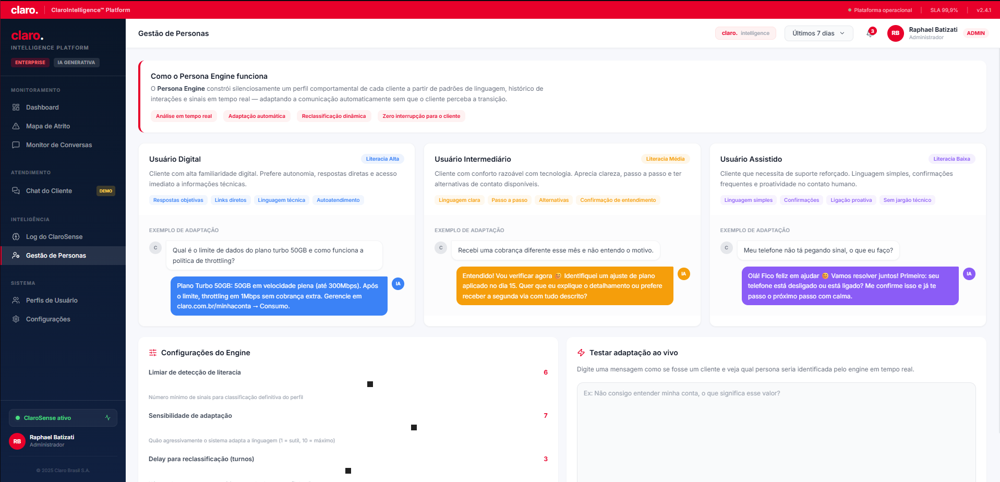 claro. ClaroIntelligence™ Platform
Plataforma operacional SLA 99,9% v2.4.1
claro.
INTELLIGENCE PLATFORM
ENTERPRISE IA GENERATIVA
MONITORAMENTO
Dashboard
Mapa de Atrito
Monitor de Conversas
ATENDIMENTO
Chat do Cliente DEMO
INTELIGÊNCIA
Log do ClaroSense
Gestão de Personas
SISTEMA
Perfis de Usuário
Configurações
ClaroSense ativo
RB Raphael Batizati
Administrador
© 2025 Claro Brasil S.A.
Gestão de Personas
claro. intelligence
Últimos 7 dias
3
RB Raphael Batizati
Administrador
ADMIN
Como o Persona Engine funciona
O Persona Engine constrói silenciosamente um perfil comportamental de cada cliente a partir de padrões de linguagem, histórico de
interações e sinais em tempo real — adaptando a comunicação automaticamente sem que o cliente perceba a transição.
Análise em tempo real Adaptação automática Reclassificação dinâmica Zero interrupção para o cliente
Usuário Digital Literacia Alta
Cliente com alta familiaridade digital. Prefere autonomia, respostas diretas e acesso
imediato a informações técnicas.
Respostas objetivas Links diretos Linguagem técnica Autoatendimento
EXEMPLO DE ADAPTAÇÃO
C
Qual é o limite de dados do plano turbo 50GB e como funciona a
política de throttling?
IA
Plano Turbo 50GB: 50GB em velocidade plena (até 300Mbps). Após
o limite, throttling em 1Mbps sem cobrança extra. Gerencie em
claro.com.br/minhaconta → Consumo.
Usuário Intermediário Literacia Média
Cliente com conforto razoável com tecnologia. Aprecia clareza, passo a passo e ter
alternativas de contato disponíveis.
Linguagem clara Passo a passo Alternativas Confirmação de entendimento
EXEMPLO DE ADAPTAÇÃO
C
Recebi uma cobrança diferente esse mês e não entendo o motivo.
IA
Entendido! Vou verificar agora 😊 Identifiquei um ajuste de plano
aplicado no dia 15. Quer que eu explique o detalhamento ou prefere
receber a segunda via com tudo descrito?
Usuário Assistido Literacia Baixa
Cliente que necessita de suporte reforçado. Linguagem simples, confirmações
frequentes e proatividade no contato humano.
Linguagem simples Confirmações Ligação proativa Sem jargão técnico
EXEMPLO DE ADAPTAÇÃO
C
Meu telefone não tá pegando sinal, o que eu faço?
IA
Olá! Fico feliz em ajudar 😊 Vamos resolver juntos! Primeiro: seu
telefone está desligado ou está ligado? Me confirme isso e já te
passo o próximo passo com calma.
Configurações do Engine
Limiar de detecção de literacia 6
Número mínimo de sinais para classificação definitiva do perfil
Sensibilidade de adaptação 7
Quão agressivamente o sistema adapta a linguagem (1 = sutil, 10 = máximo)
Delay para reclassificação (turnos) 3
Testar adaptação ao vivo
Digite uma mensagem como se fosse um cliente e veja qual persona seria identificada pelo engine em tempo real.
Ex: Não consigo entender minha conta, o que significa esse valor?